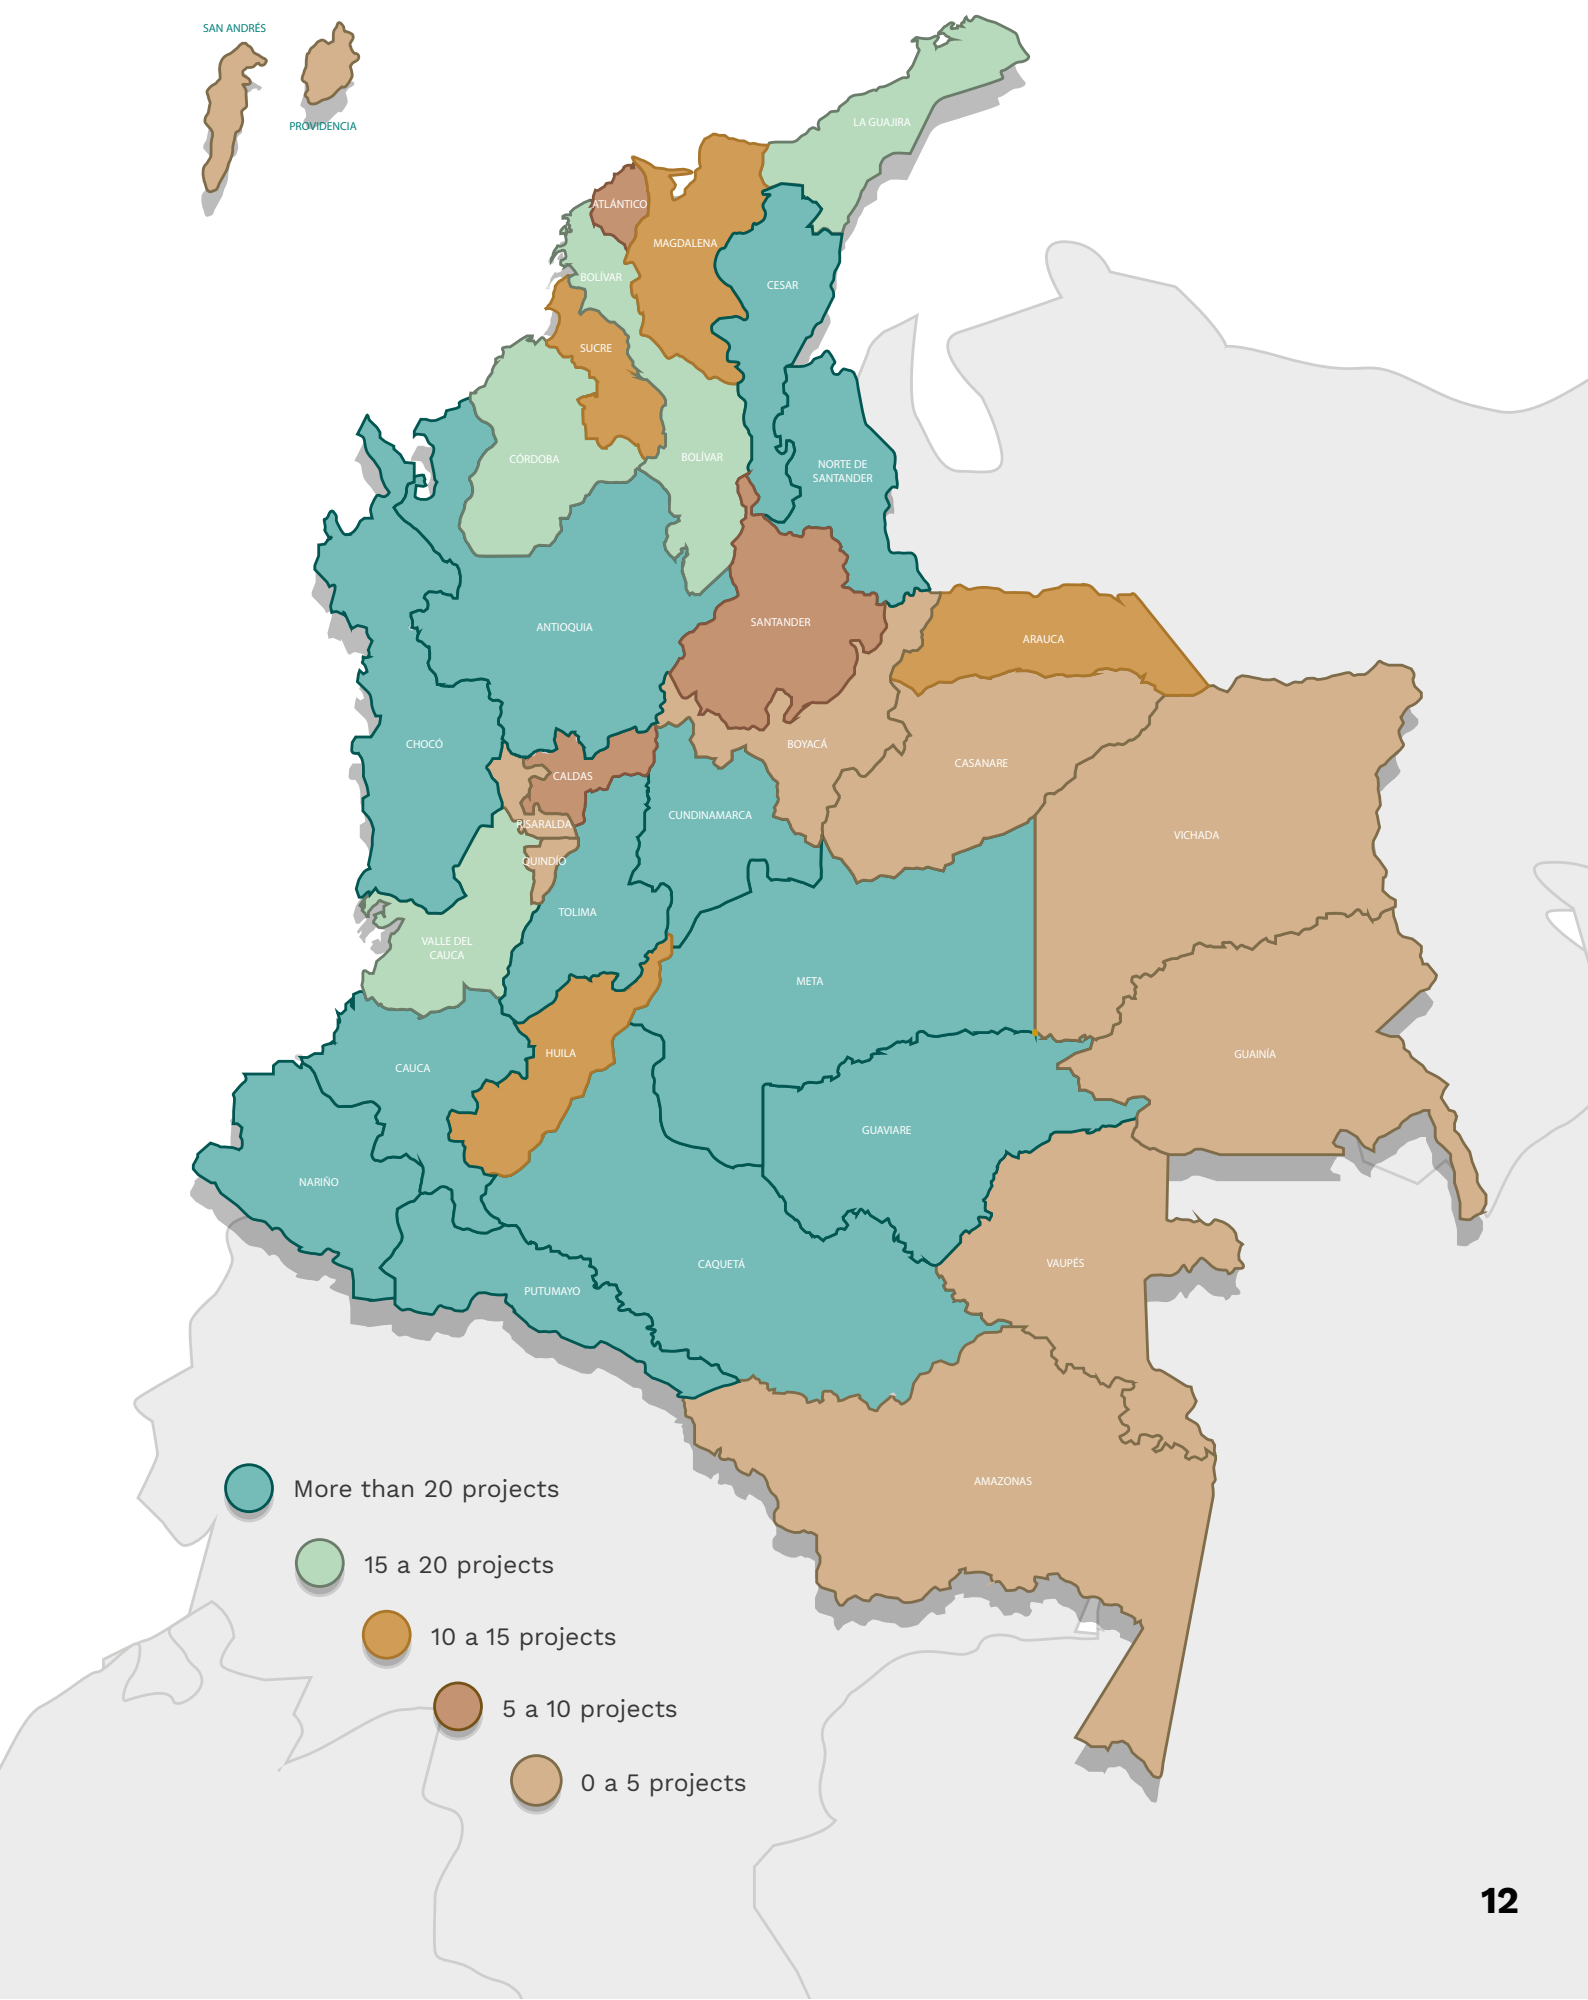 SAN ANDRÉS
PROVIDENCIA
LA GUAJIRA
ATLÁNTICO
MAGDALENA
BOLÍVAR
CESAR
SUCRE
CÓRDOBA
BOLÍVAR
NORTE DE
SANTANDER
ANTIOQUIA
SANTANDER
ARAUCA
CHOCÓ
BOYACÁ
CASANARE
CALDAS
CUNDINAMARCA
RISARALDA
VICHADA
QUINDÍO
TOLIMA
VALLE DEL
CAUCA
META
HUILA
GUAINÍA
CAUCA
GUAVIARE
NARIÑO
CAQUETÁ
VAUPÉS
PUTUMAYO
AMAZONAS
More than 20 projects
15 a 20 projects
10 a 15 projects
5 a 10 projects
0 a 5 projects
12